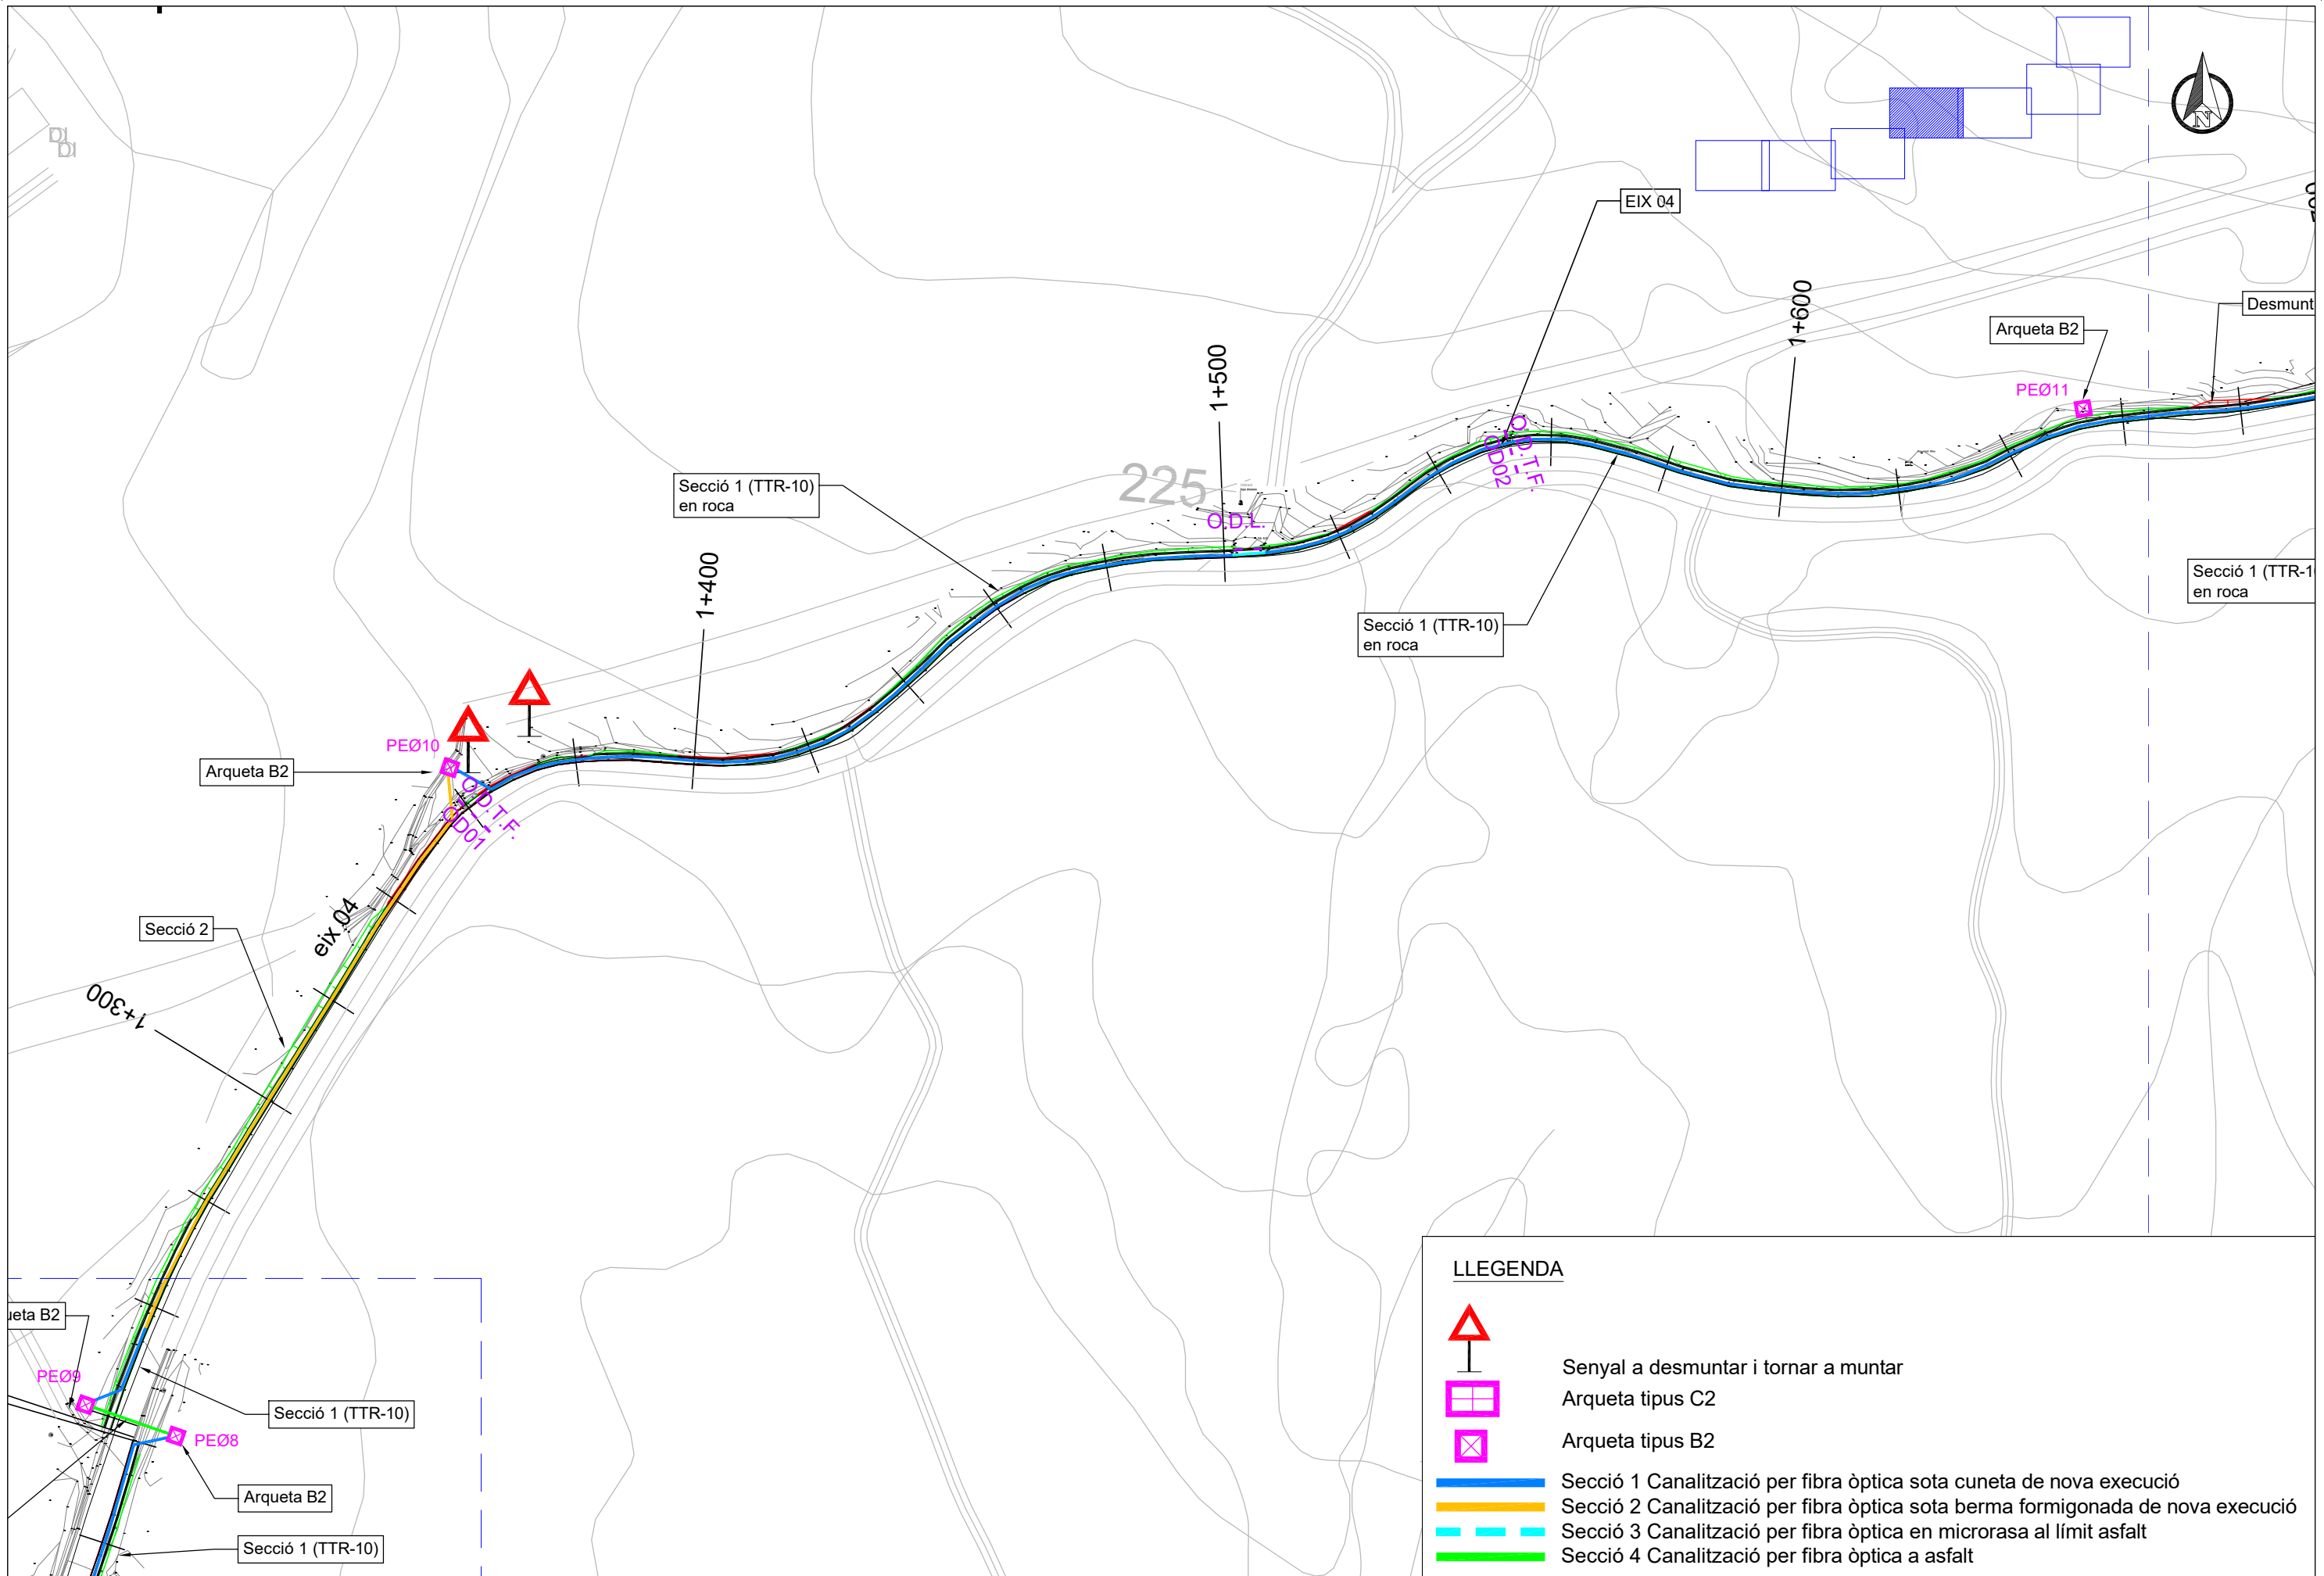 N
EIX 04
1+600
Desmunt
Arqueta B2
PEØ11
1+500
225
O.D.T.F.
OD02
Secció 1 (TTR-10)
en roca
O.D.L.
1+400
Secció 1 (TTR-10)
en roca
Secció 1 (TTR-1
en roca
PEØ10
Arqueta B2
O.D.T.F.
OD01
eix 04
Secció 2
1+300
ueta B2
PEØ9
Secció 1 (TTR-10)
PEØ8
Arqueta B2
Secció 1 (TTR-10)
LLEGENDA
Senyal a desmuntar i tornar a muntar
Arqueta tipus C2
Arqueta tipus B2
Secció 1 Canalització per fibra òptica sota cuneta de nova execució
Secció 2 Canalització per fibra òptica sota berma formigonada de nova execució
Secció 3 Canalització per fibra òptica en microrasa al límit asfalt
Secció 4 Canalització per fibra òptica a asfalt